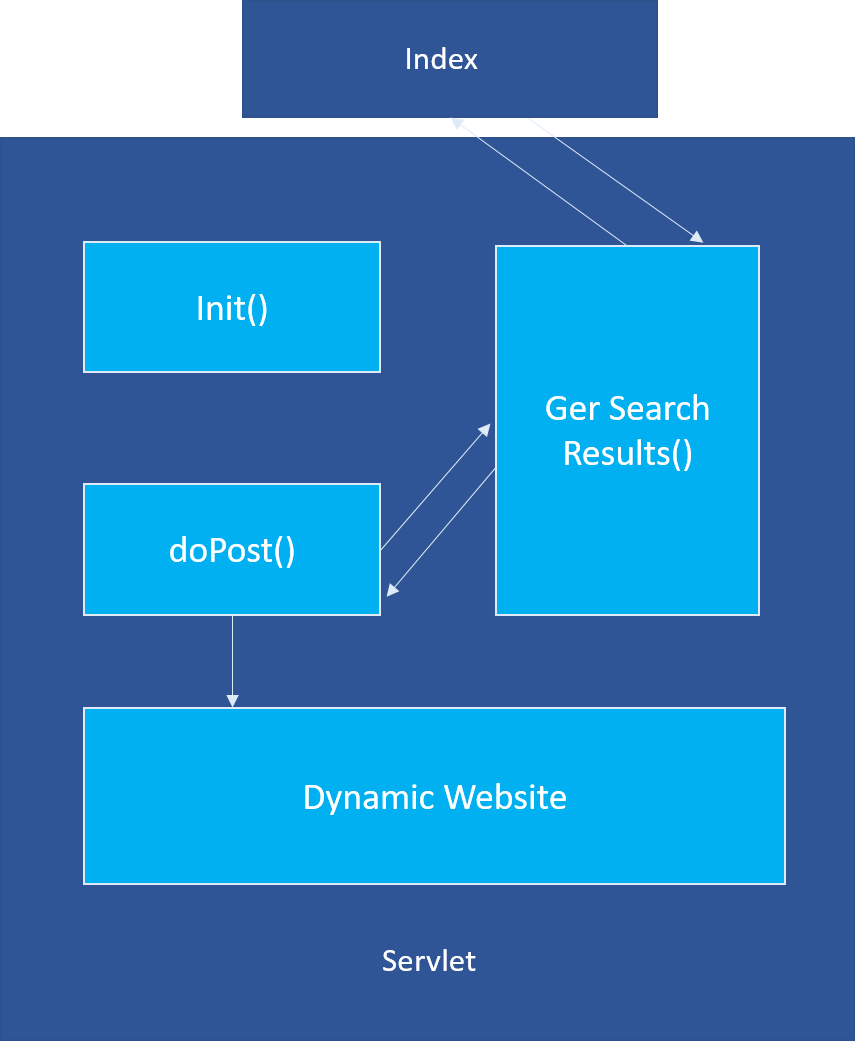 Index
Init()
Ger Search
Results()
doPost()
Dynamic Website
Servlet